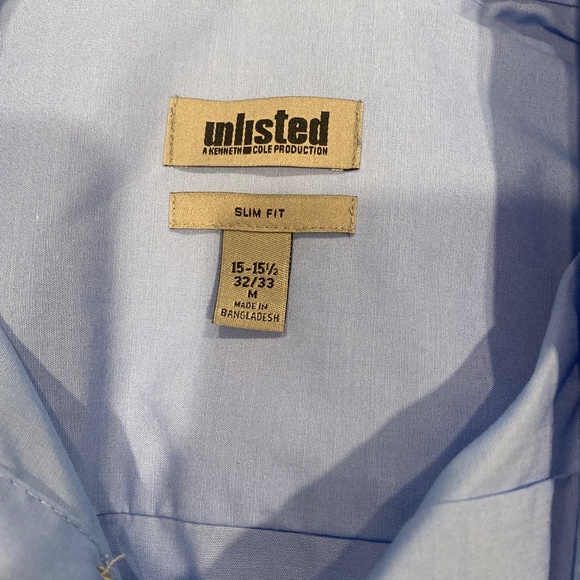 unlisted
A KENNETH COLE PRODUCTION
SLIM FIT
15-15½
32/33
M
MADE IN
BANGLADESH